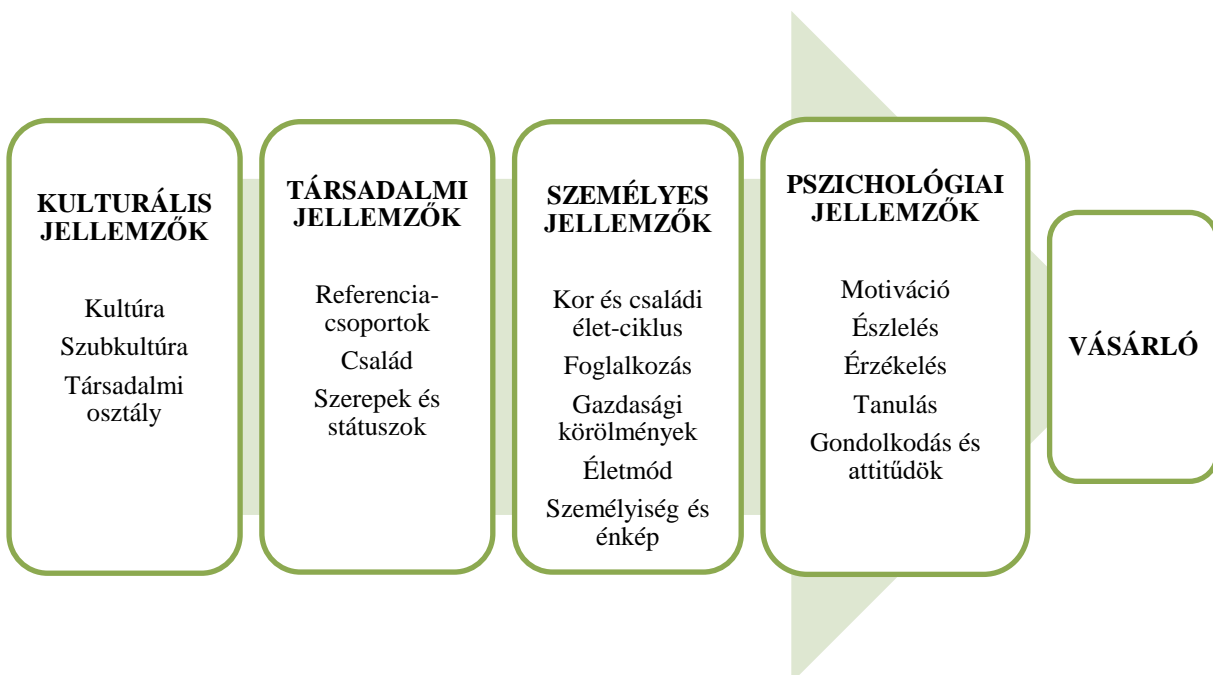 KULTURÁLIS
JELLEMZŐK
Kultúra
Szubkultúra
Társadalmi
osztály
TÁRSADALMI
JELLEMZŐK
Referencia-
csoportok
Család
Szerepek és
státuszok
SZEMÉLYES
JELLEMZŐK
Kor és családi
élet-ciklus
Foglalkozás
Gazdasági
körölmények
Életmód
Személyiség és
énkép
PSZICHOLÓGIAI
JELLEMZŐK
Motiváció
Észlelés
Érzékelés
Tanulás
Gondolkodás és
attitűdök
VÁSÁRLÓ